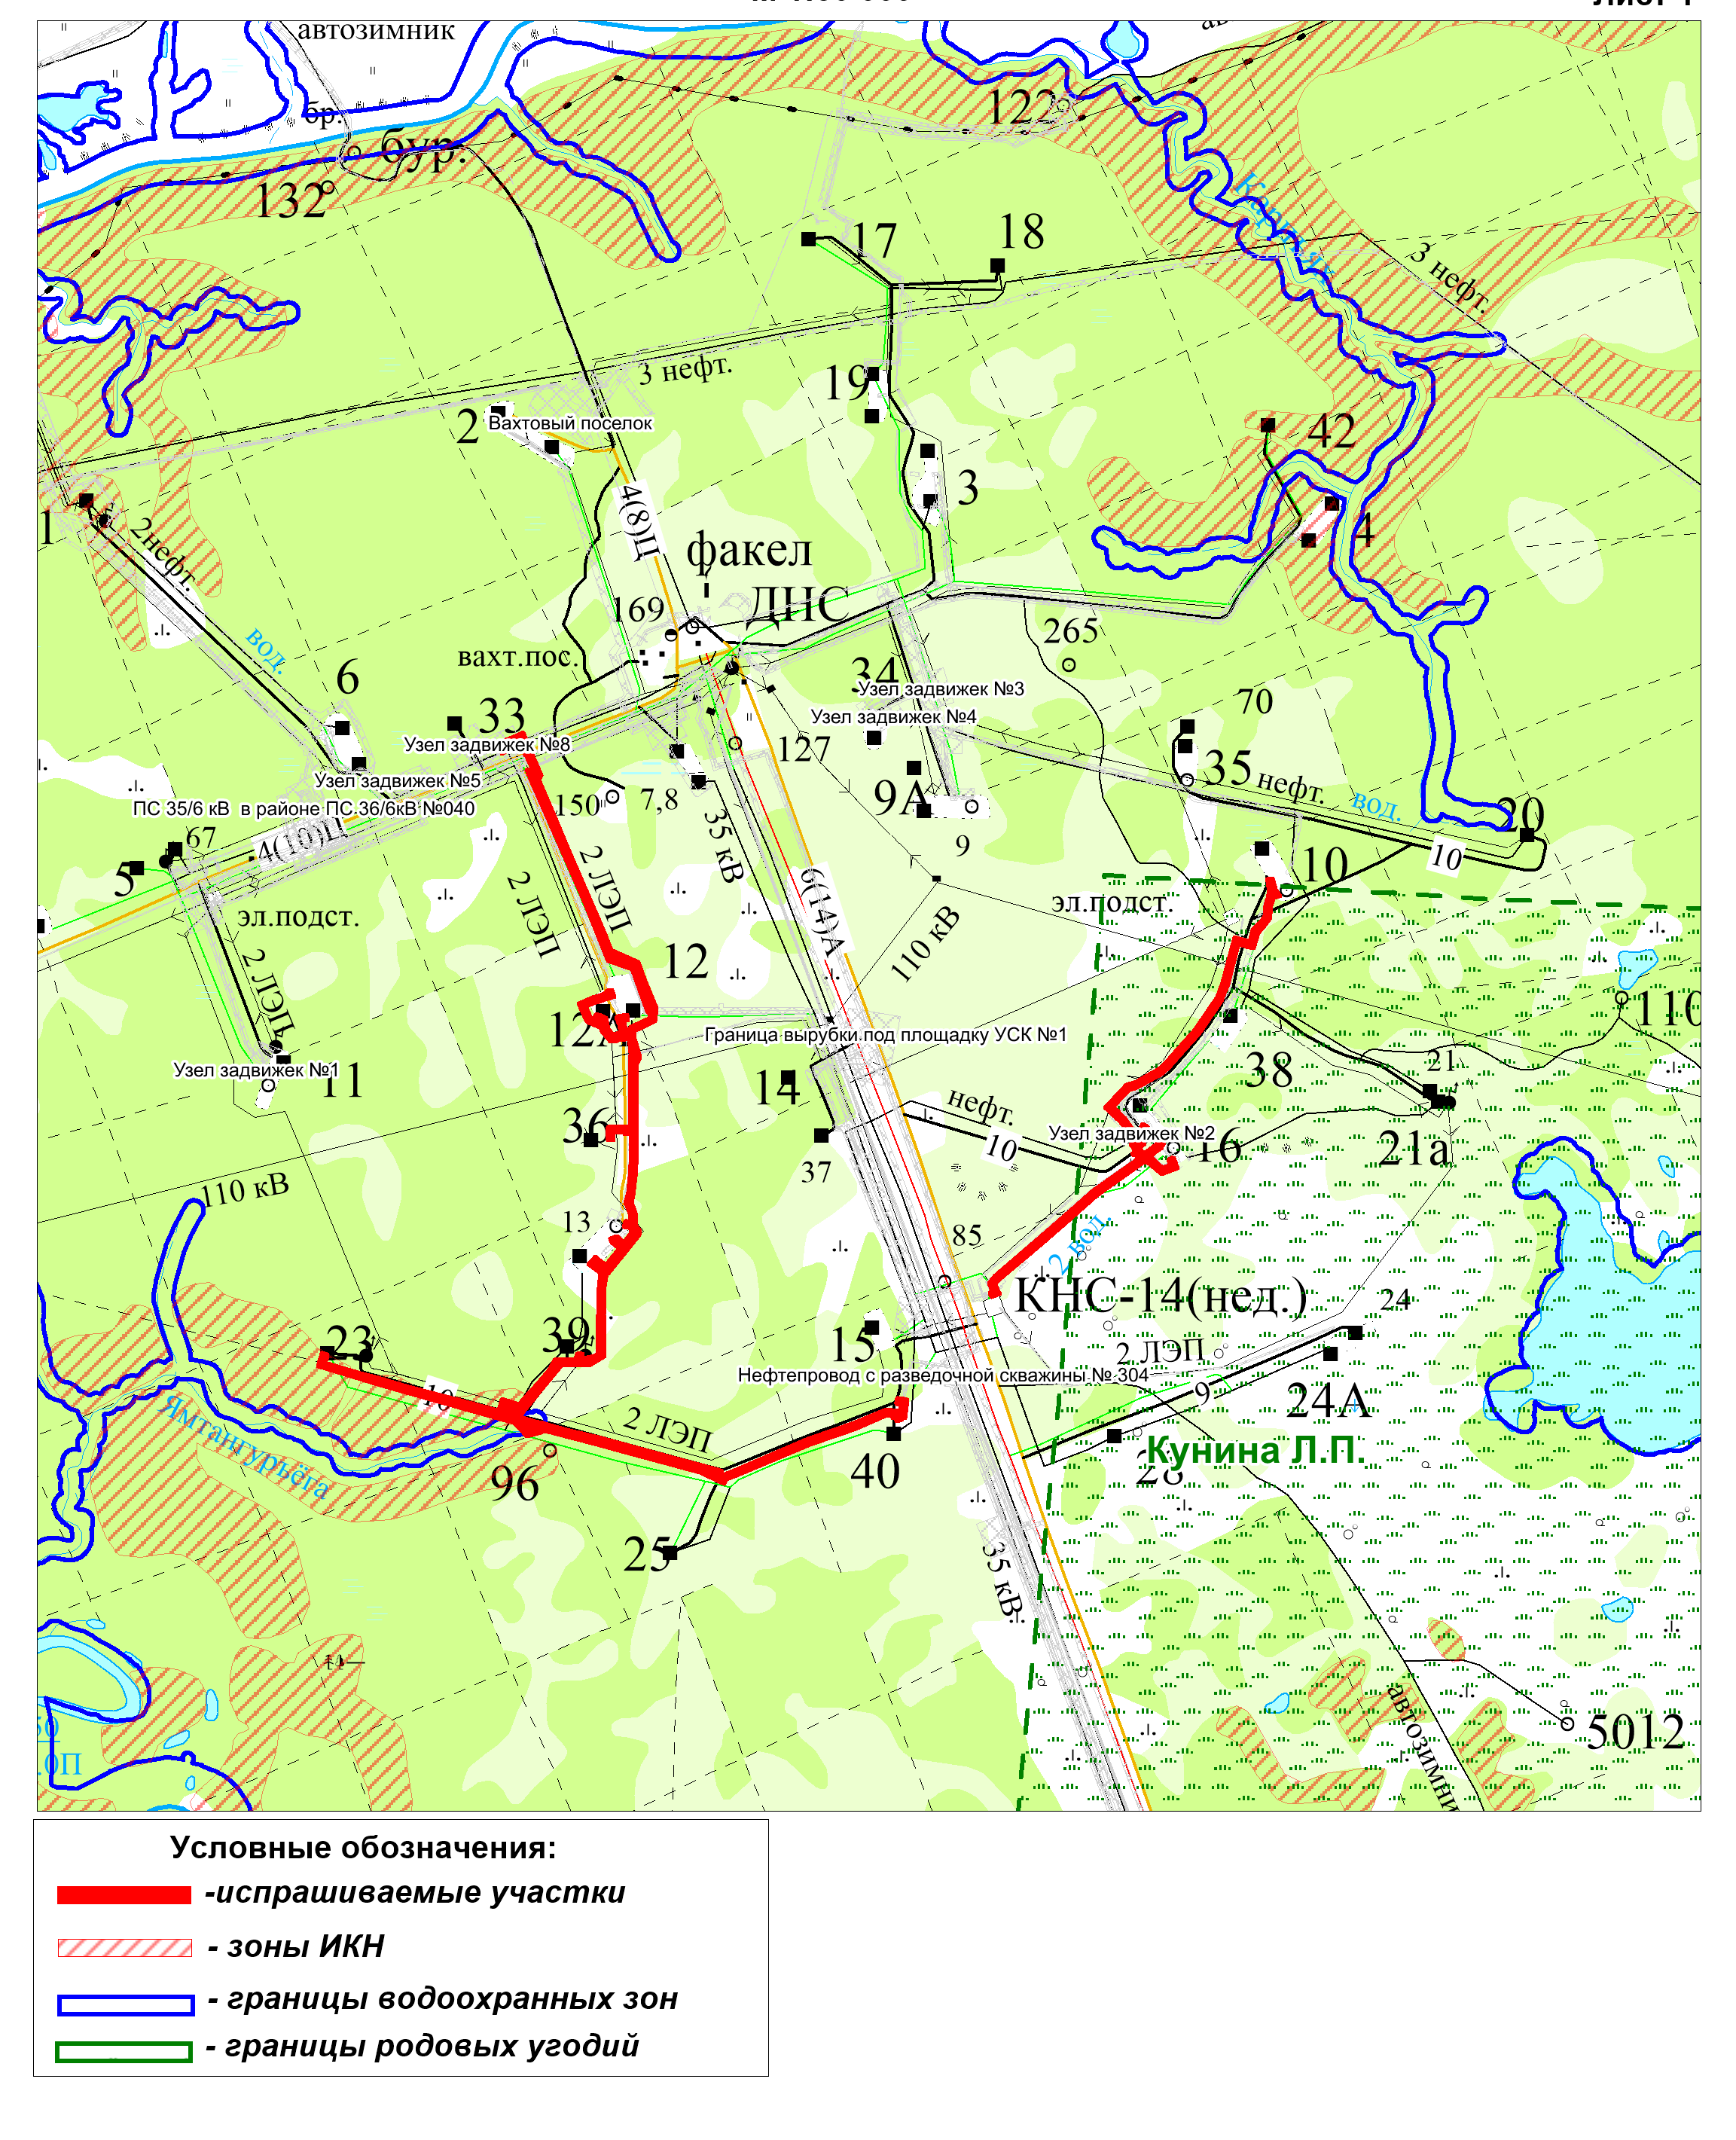 автозимник
бр.
бур.
122
132
17
18
3 нефт.
3 нефт.
19
2
Вахтовый поселок
42
3
4
1
2нефт.
4(8)Ц
факел
ДНС
169
265
вахт.пос.
вод.
6
34
Узел задвижек №3
70
33
Узел задвижек №4
Узел задвижек №8
127
35
нефт.
Узел задвижек №5
150
7,8
9А
вод.
20
ПС 35/6 кВ в районе ПС.36/6кВ №040
67
4(10)Ц
35 кВ
9
10
10
5
2 ЛЭП
2 ЛЭП
6(14)А
эл.подст.
эл.подст.
110 кВ
2 ЛЭП
12
110
12А
Граница вырубки под площадку УСК №1
Узел задвижек №1
11
14
38
21
36
нефт.
10
Узел задвижек №2
16
21а
37
110 кВ
13
85
2 вод.
КНС-14(нед.)
24
23
39
15
2 ЛЭП
Нефтепровод с разведочной скважины № 304
10
9
24А
Ямтангурьёга
2 ЛЭП
Кунина Л.П.
28
96
40
25
35 кВ
5012
.0П
Условные обозначения:
-испрашиваемые участки
- зоны ИКН
- границы водоохранных зон
- границы родовых угодий